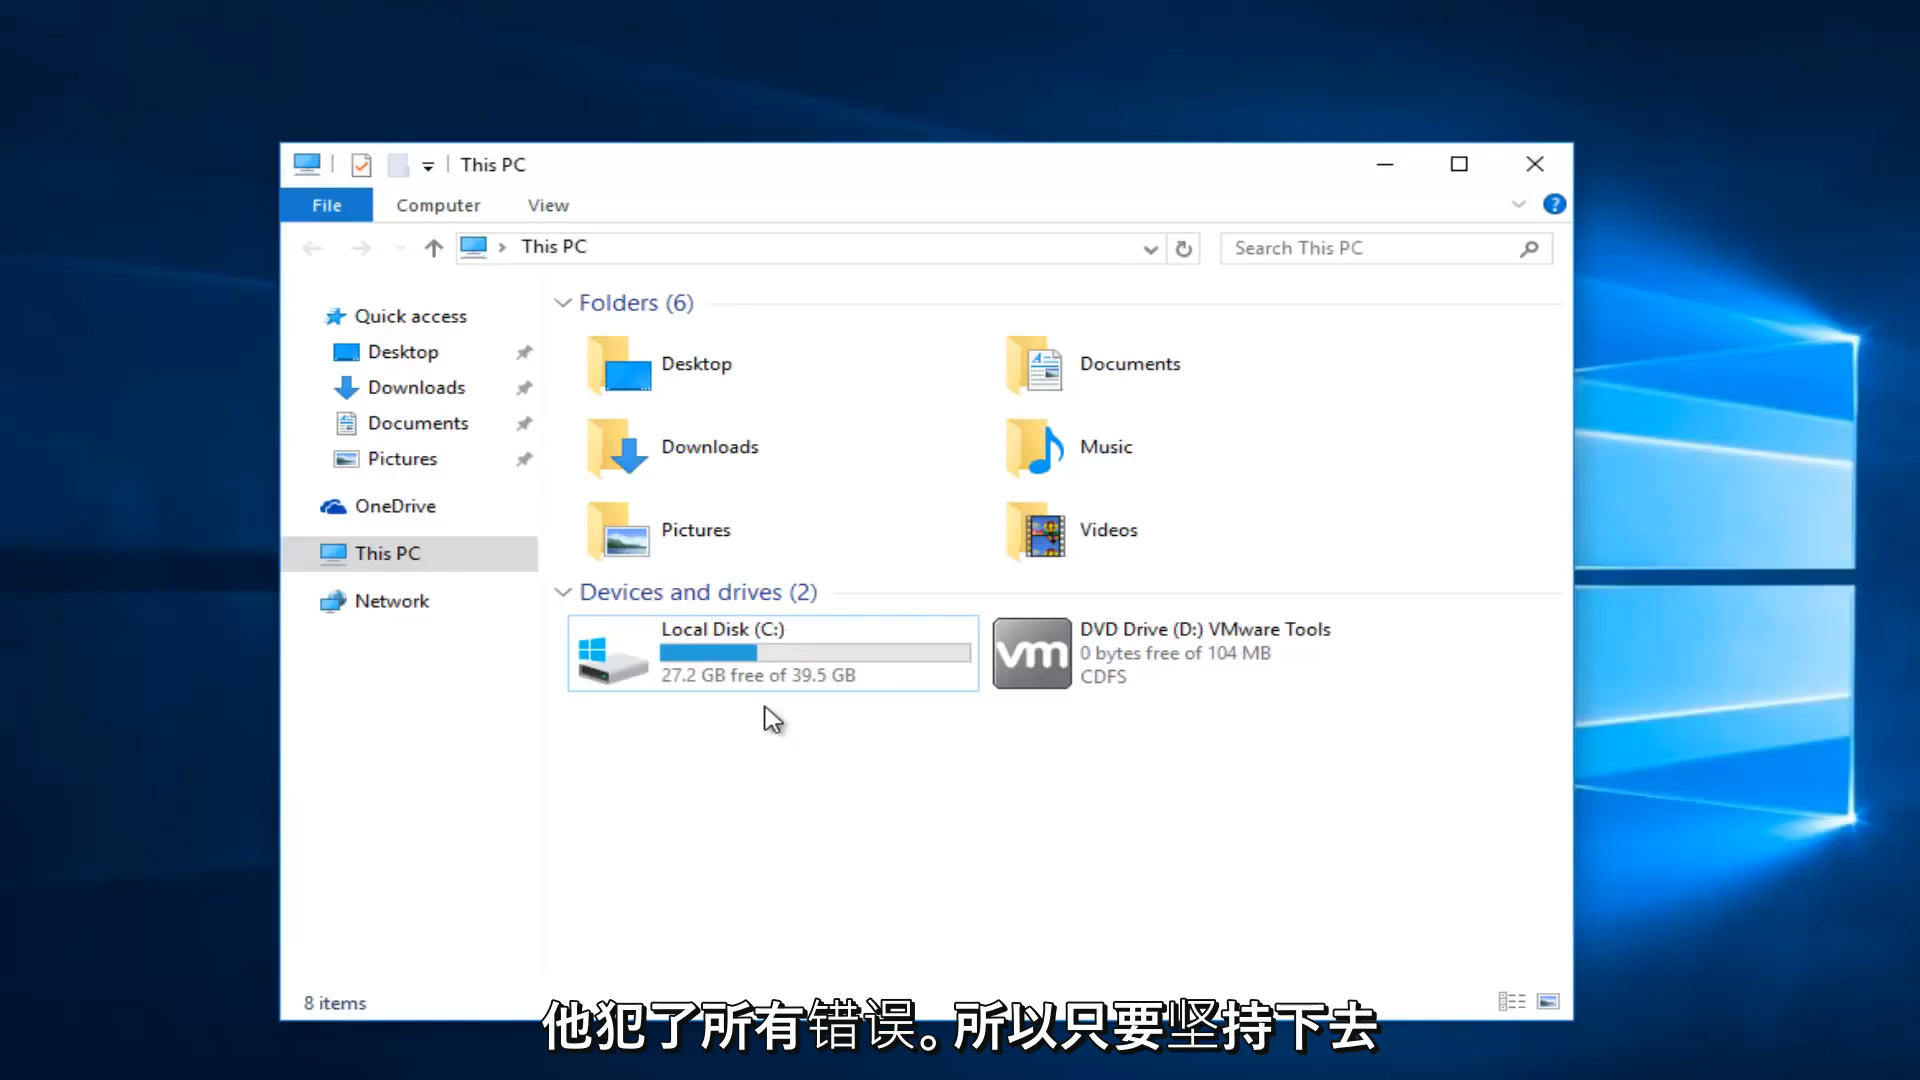 This PC
File Computer View
This PC
Search This PC
Quick access
Desktop
Downloads
Documents
Pictures
OneDrive
This PC
Network
Folders (6)
Desktop
Documents
Downloads
Music
Pictures
Videos
Devices and drives (2)
Local Disk (C:)
27.2 GB free of 39.5 GB
vm
DVD Drive (D:) VMware Tools
0 bytes free of 104 MB
CDFS
8 items
他犯了所有错误。所以只要坚持下去